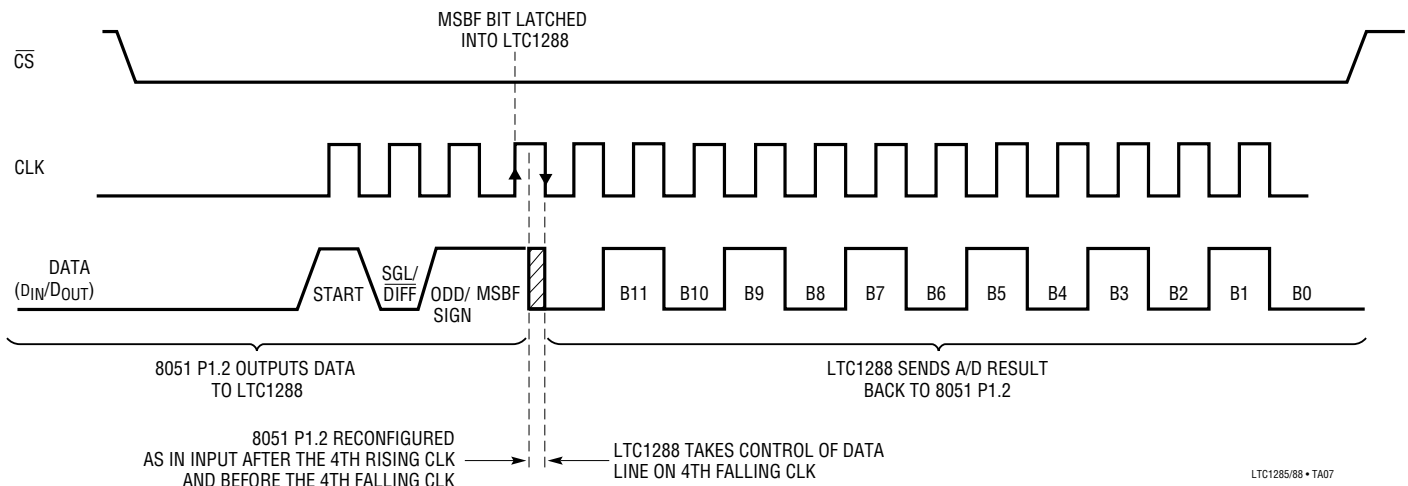 MSBF BIT LATCHED
INTO LTC1288
CS
CLK
DATA
(DIN/DOUT)
START
SGL/
DIFF
ODD/
SIGN
MSBF
B11 B10 B9 B8 B7 B6 B5 B4 B3 B2 B1 B0
8051 P1.2 OUTPUTS DATA
TO LTC1288
LTC1288 SENDS A/D RESULT
BACK TO 8051 P1.2
8051 P1.2 RECONFIGURED
AS IN INPUT AFTER THE 4TH RISING CLK
AND BEFORE THE 4TH FALLING CLK
LTC1288 TAKES CONTROL OF DATA
LINE ON 4TH FALLING CLK
LTC1285/88 • TA07